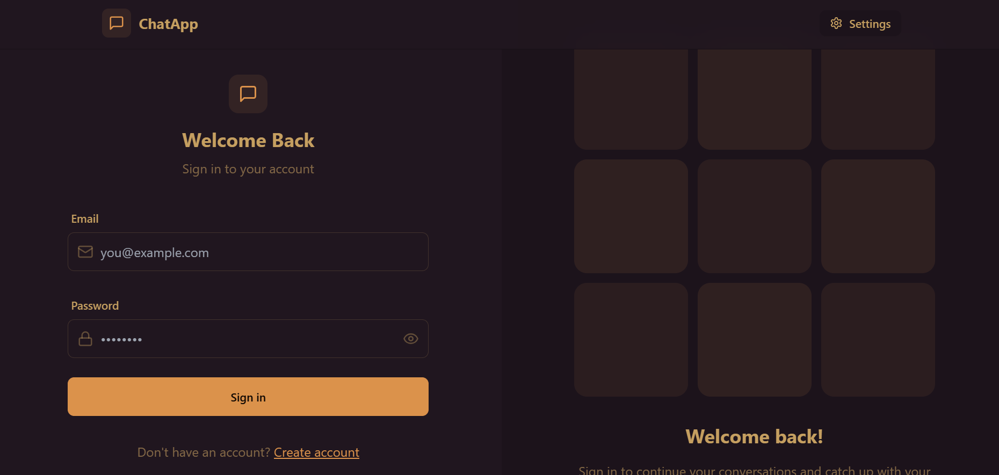 ChatApp
Settings
Welcome Back
Sign in to your account
Email
you@example.com
Password
••••••••
Sign in
Don't have an account? Create account
Welcome back!
Sign in to continue your conversations and catch up with your